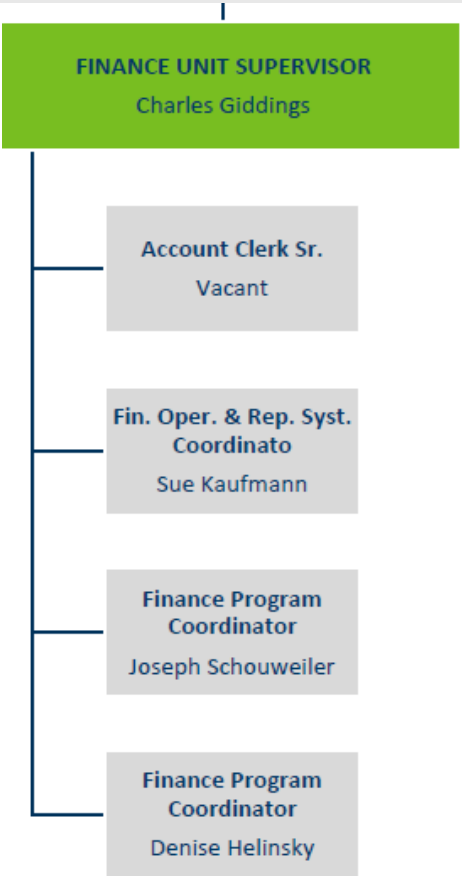 FINANCE UNIT SUPERVISOR
Charles Giddings
Account Clerk Sr.
Vacant
Fin. Oper. & Rep. Syst.
Coordinato
Sue Kaufmann
Finance Program
Coordinator
Joseph Schouweiler
Finance Program
Coordinator
Denise Helinsky